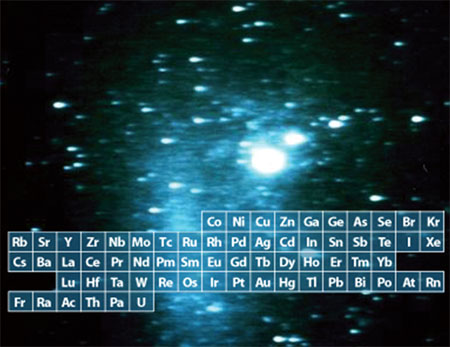 Co Ni Cu Zn Ga Ge As Se Br Kr
Rb Sr Y Zr Nb Mo Tc Ru Rh Pd Ag Cd In Sn Sb Te I Xe
Cs Ba La Ce Pr Nd Pm Sm Eu Gd Tb Dy Ho Er Tm Yb
Lu Hf Ta W Re Os Ir Pt Au Hg Tl Pb Bi Po At Rn
Fr Ra Ac Th Pa U